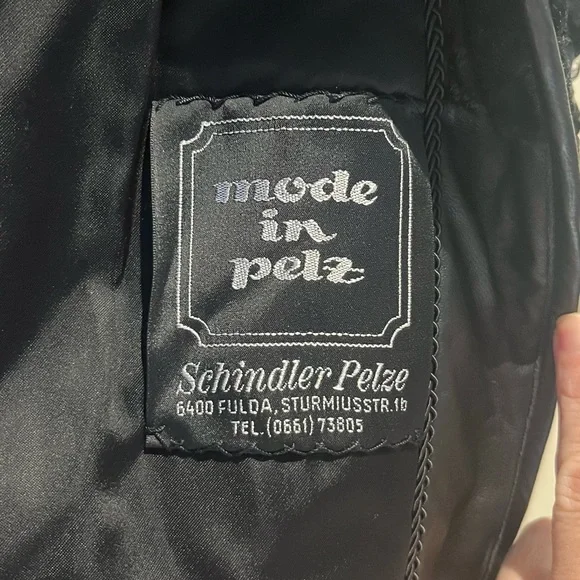 mode
in
pelz
Schindler Pelze
6400 FULDA, STURMIUSSTR.1b
TEL.(0661)73805